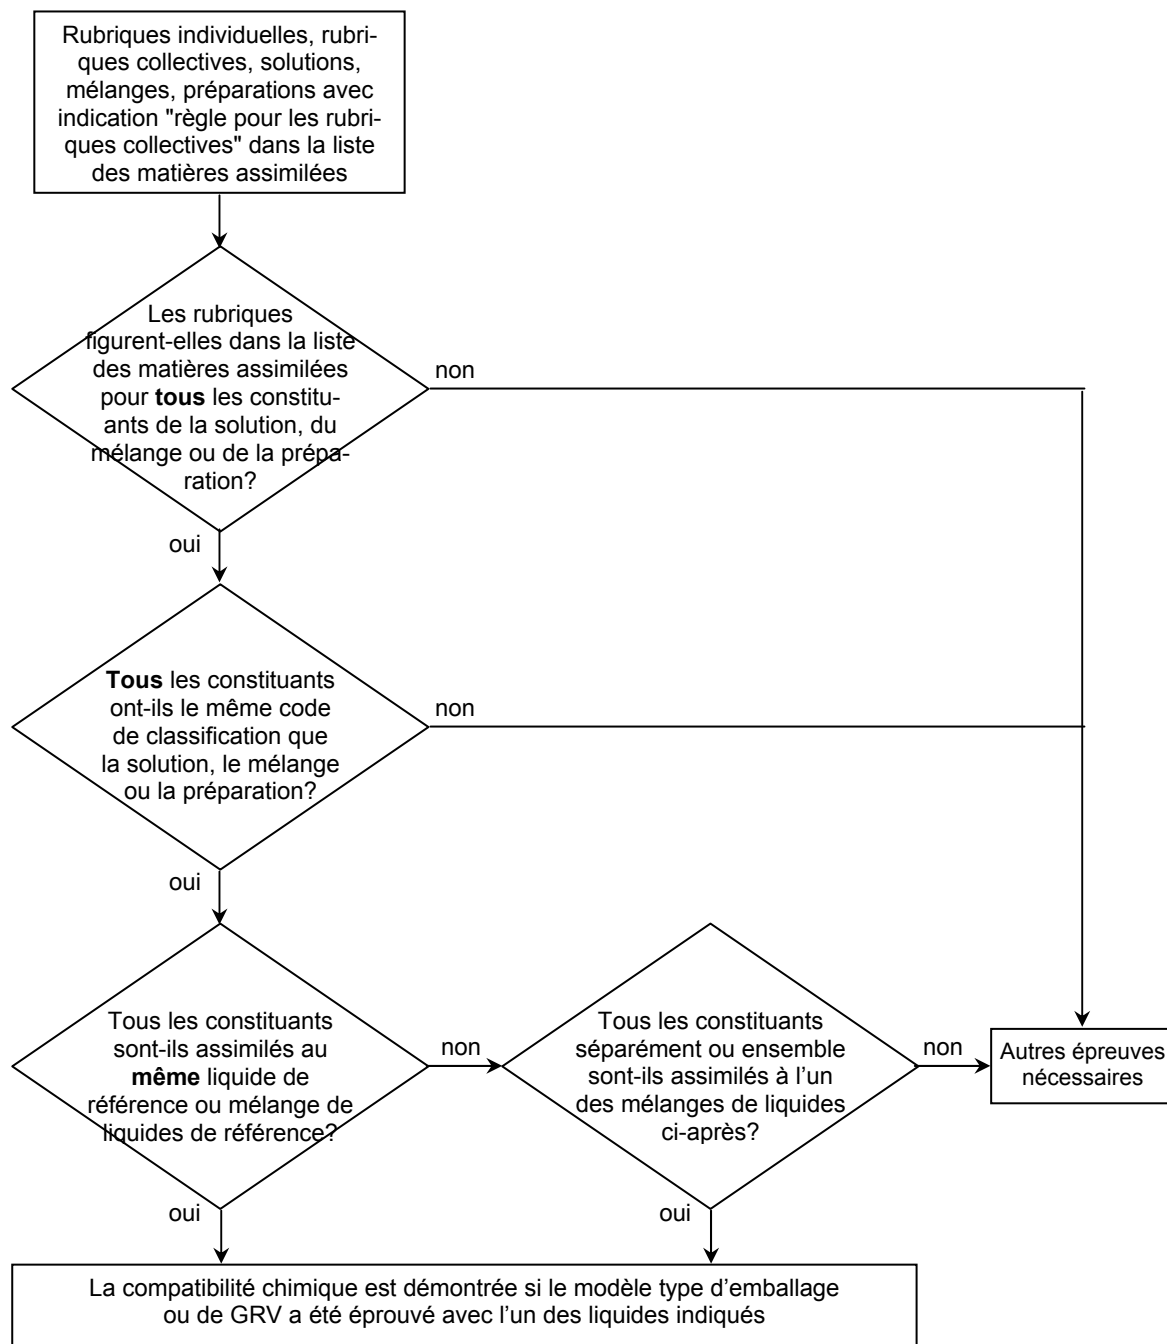 Rubriques individuelles, rubri-
ques collectives, solutions,
mélanges, préparations avec
indication "règle pour les rubri-
ques collectives" dans la liste
des matières assimilées
Les rubriques
figurent-elles dans la liste
des matières assimilées
pour tous les constitu-
ants de la solution, du
mélange ou de la prépa-
ration?
non
oui
Tous les constituants
ont-ils le même code
de classification que
la solution, le mélange
ou la préparation?
non
oui
Tous les constituants
sont-ils assimilés au
même liquide de
référence ou mélange de
liquides de référence?
non
Tous les constituants
séparément ou ensemble
sont-ils assimilés à l’un
des mélanges de liquides
ci-après?
non
Autres épreuves
nécessaires
oui
oui
La compatibilité chimique est démontrée si le modèle type d’emballage
ou de GRV a été éprouvé avec l’un des liquides indiqués